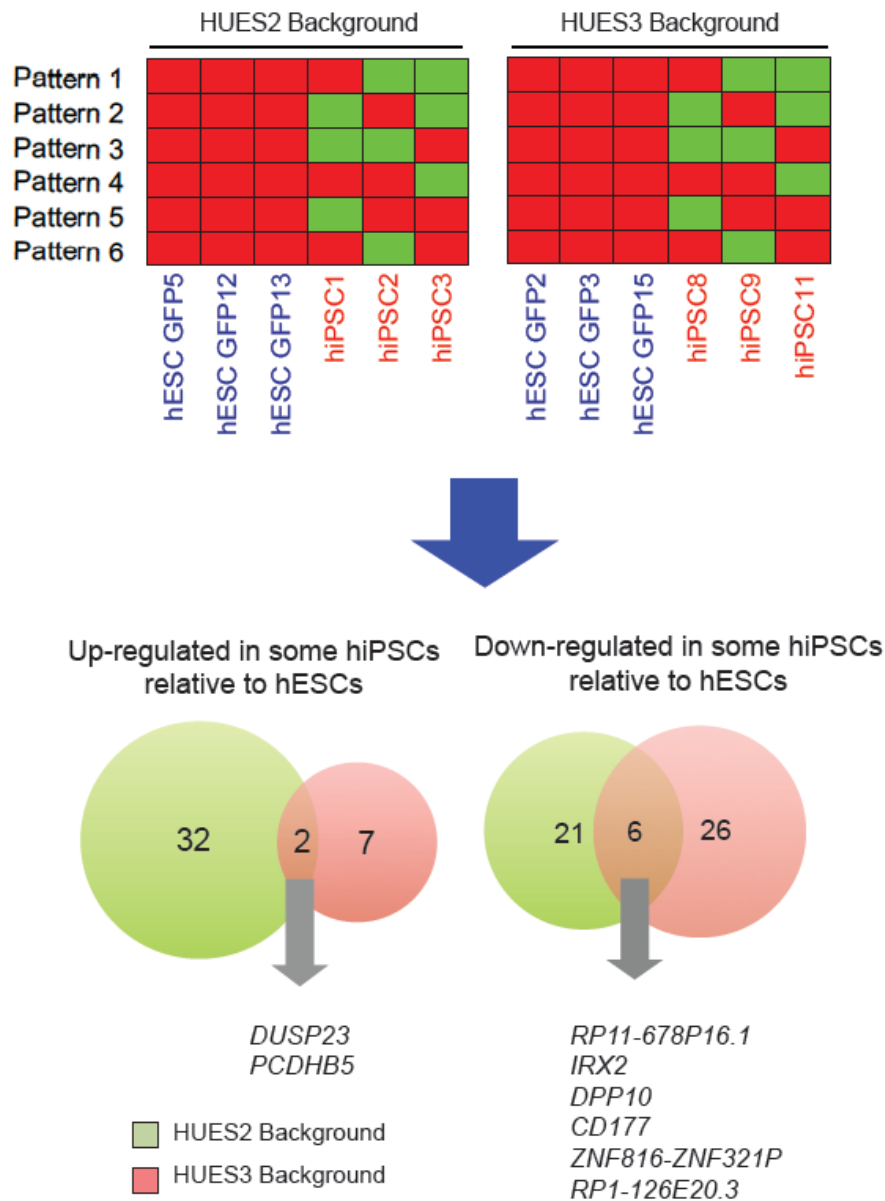 HUES2 Background
HUES3 Background
Pattern 1
Pattern 2
Pattern 3
Pattern 4
Pattern 5
Pattern 6
hESC GFP5
hESC GFP12
hESC GFP13
hiPSC1
hiPSC2
hiPSC3
hESC GFP2
hESC GFP3
hESC GFP15
hiPSC8
hiPSC9
hiPSC11
Up-regulated in some hiPSCs
relative to hESCs
Down-regulated in some hiPSCs
relative to hESCs
32
2
7
21
6
26
DUSP23
PCDHB5
RP11-678P16.1
IRX2
DPP10
CD177
ZNF816-ZNF321P
RP1-126E20.3
HUES2 Background
HUES3 Background